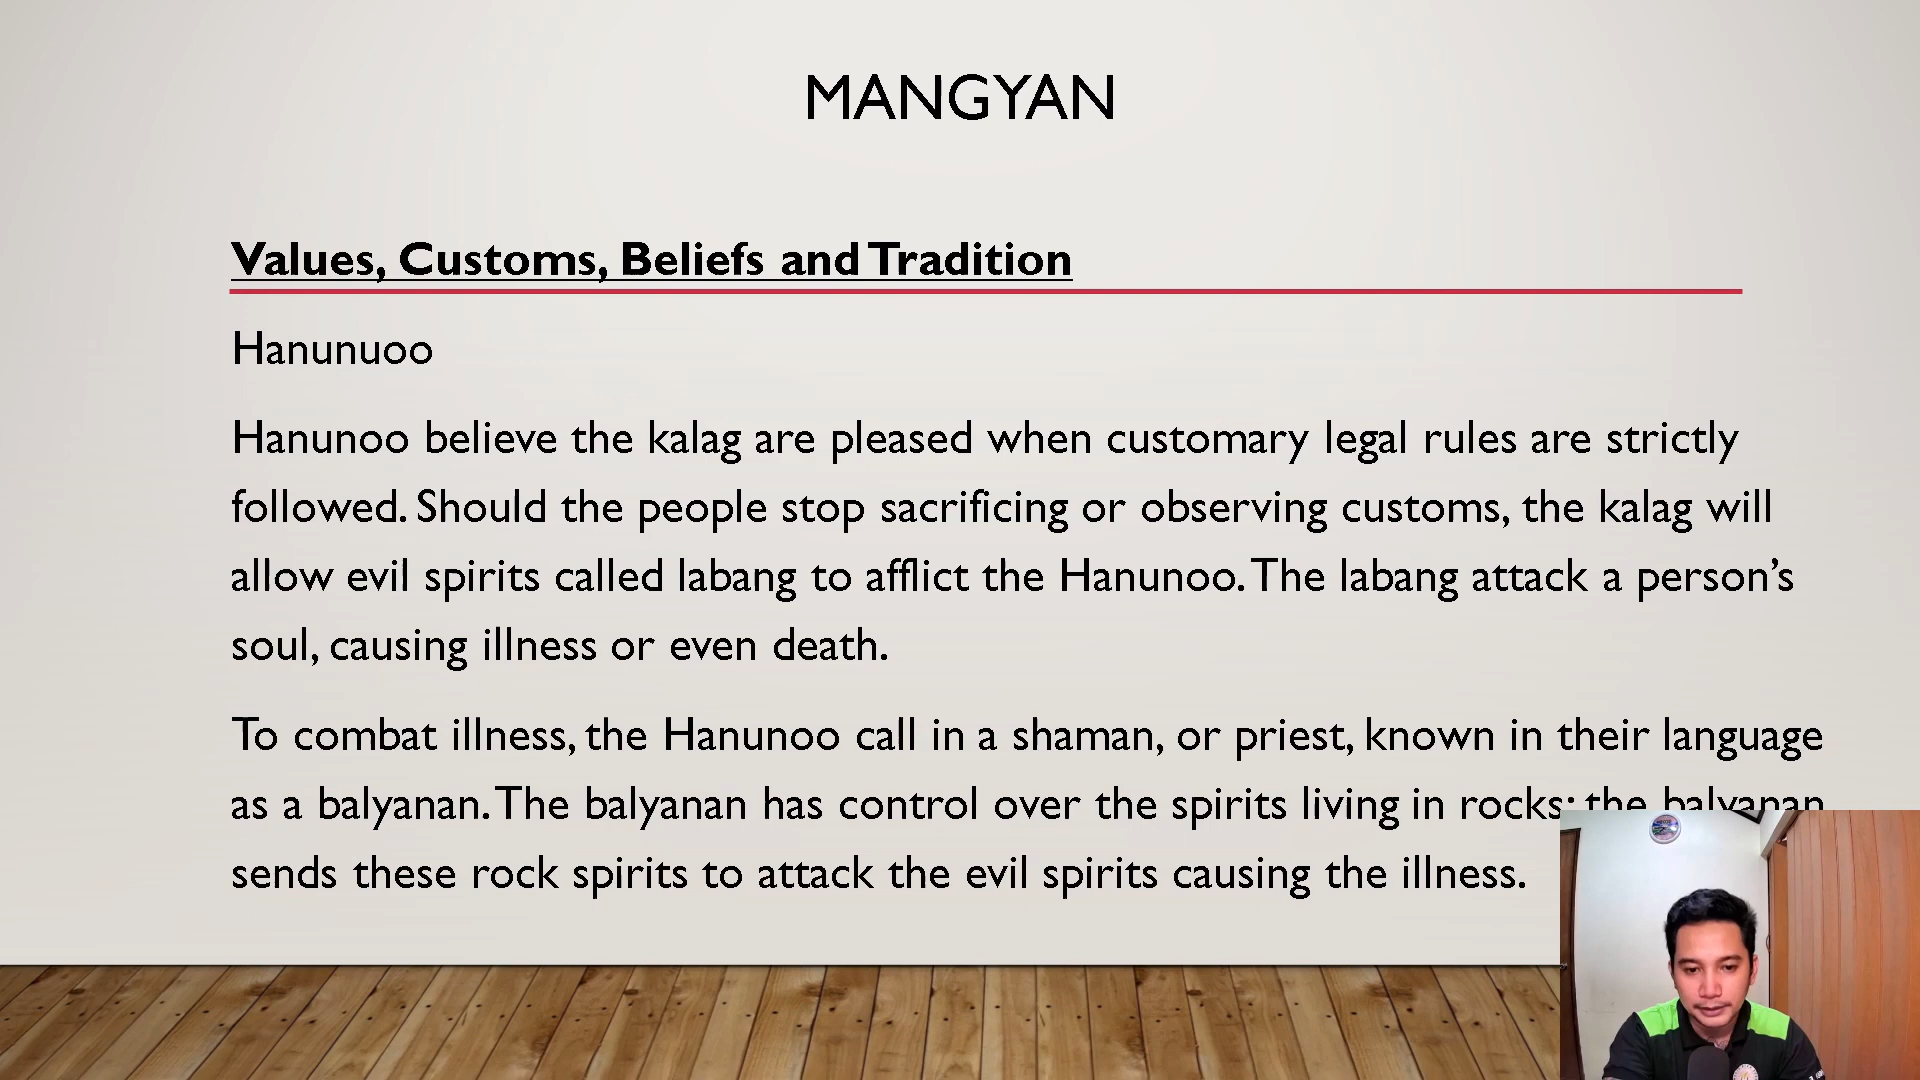 MANGYAN
Values, Customs, Beliefs and Tradition
Hanunuoo
Hanunoo believe the kalag are pleased when customary legal rules are strictly
followed. Should the people stop sacrificing or observing customs, the kalag will
allow evil spirits called labang to afflict the Hanunoo. The labang attack a person’s
soul, causing illness or even death.
To combat illness, the Hanunoo call in a shaman, or priest, known in their language
as a balyanan. The balyanan has control over the spirits living in rocks; the balyanan
sends these rock spirits to attack the evil spirits causing the illness.